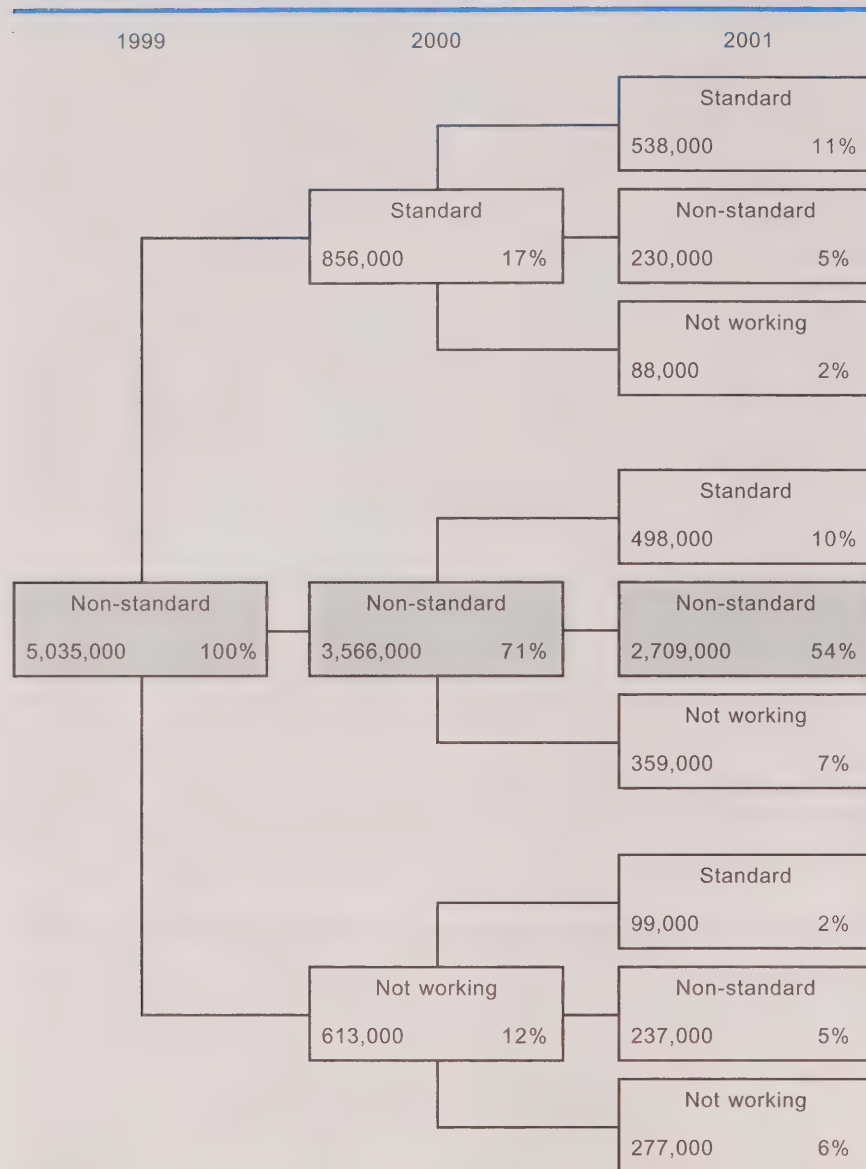 1999 2000 2001
Standard
538,000 11%
Standard
856,000 17%
Non-standard
230,000 5%
Not working
88,000 2%
Standard
498,000 10%
Non-standard
5,035,000 100%
Non-standard
3,566,000 71%
Non-standard
2,709,000 54%
Not working
359,000 7%
Standard
99,000 2%
Not working
613,000 12%
Non-standard
237,000 5%
Not working
277,000 6%